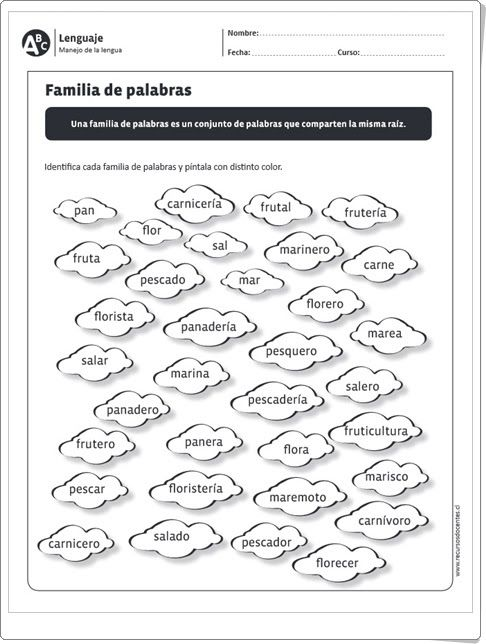 ABC
Lenguaje
Manejo de la lengua
Nombre:
Fecha: Curso:
Familia de palabras
Una familia de palabras es un conjunto de palabras que comparten la misma raíz.
Identifica cada familia de palabras y píntala con distinto color.
pan carnicería frutal frutería
flor sal
fruta marinero carne
pescado mar
florista panadería florero
marea
salar marina pesquero
salero
panadero pescadería
frutero panera flora fruticultura
pescar floristería maremoto marisco
carnívoro
carnicero salado pescador
florecer
www.recursosdocentes.cl